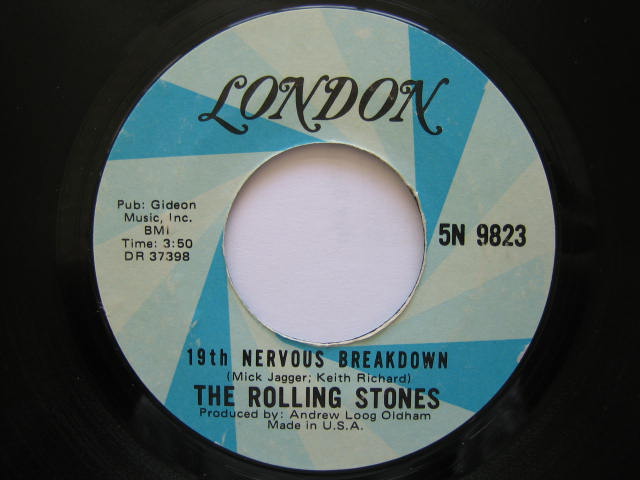 LONDON
Pub: Gideon
Music, Inc.
BMI
Time: 3:50
DR 37398
5N 9823
19th NERVOUS BREAKDOWN
(Mick Jagger; Keith Richard)
THE ROLLING STONES
Produced by: Andrew Loog Oldham
Made in U.S.A.